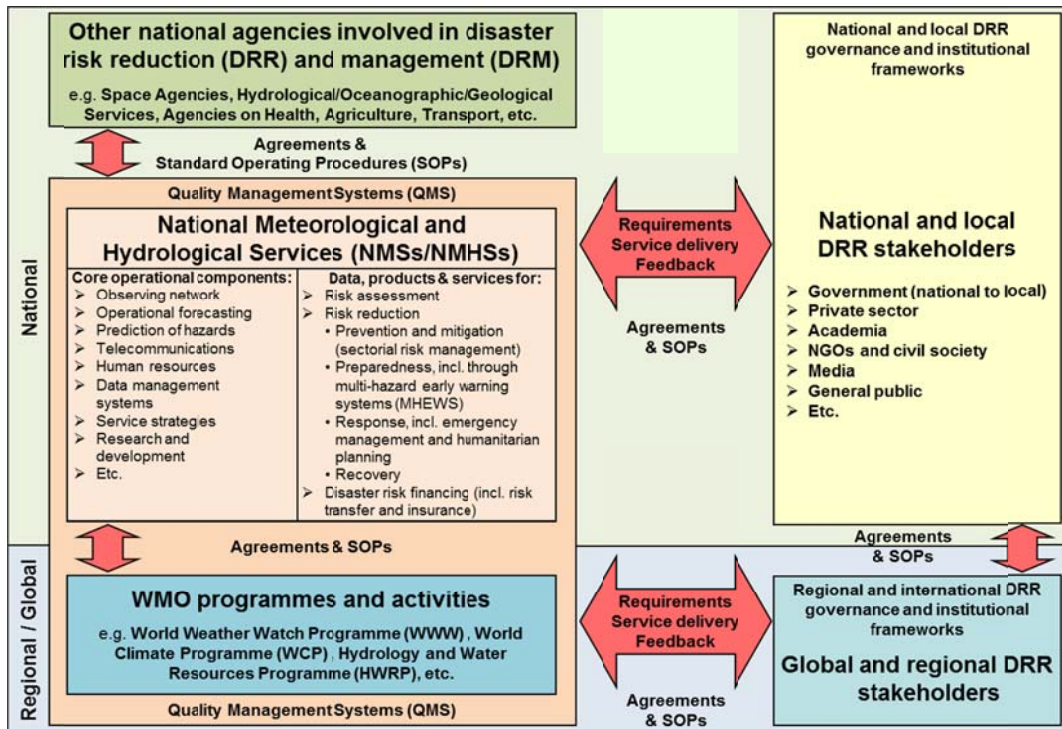 Other national agencies involved in disaster
risk reduction (DRR) and management (DRM)
e.g. Space Agencies, Hydrological/Oceanographic/Geological
Services, Agencies on Health, Agriculture, Transport, etc.
Agreements &
Standard Operating Procedures (SOPs)
National
Quality Management Systems (QMS)
National Meteorological and
Hydrological Services (NMSs/NMHSs)
Core operational components:
➢ Observing network
➢ Operational forecasting
➢ Prediction of hazards
➢ Telecommunications
➢ Human resources
➢ Data management
systems
➢ Service strategies
➢ Research and
development
➢ Etc.
Data, products & services for:
➢ Risk assessment
➢ Risk reduction
• Prevention and mitigation
(sectorial risk management)
• Preparedness, incl. through
multi-hazard early warning
systems (MHEWS)
• Response, incl. emergency
management and humanitarian
planning
• Recovery
➢ Disaster risk financing (incl. risk
transfer and insurance)
Requirements
Service delivery
Feedback
Agreements
& SOPs
National and local DRR
governance and institutional
frameworks
National and local
DRR stakeholders
➢ Government (national to local)
➢ Private sector
➢ Academia
➢ NGOs and civil society
➢ Media
➢ General public
➢ Etc.
Agreements & SOPs
Agreements
& SOPs
Regional / Global
WMO programmes and activities
e.g. World Weather Watch Programme (WWW), World
Climate Programme (WCP), Hydrology and Water
Resources Programme (HWRP), etc.
Quality Management Systems (QMS)
Requirements
Service delivery
Feedback
Agreements
& SOPs
Regional and international DRR
governance and institutional
frameworks
Global and regional DRR
stakeholders